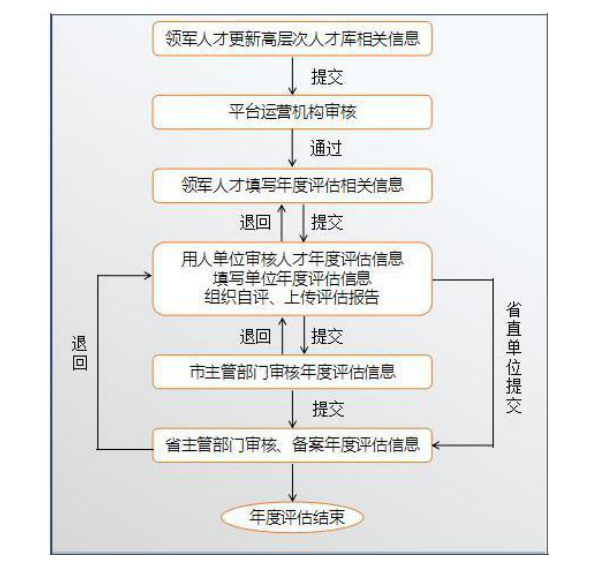 领军人才更新高层次人才库相关信息
提交
平台运营机构审核
通过
领军人才填写年度评估相关信息
退回
提交
用人单位审核人才年度评估信息
填写单位年度评估信息
组织自评、上传评估报告
省直单位提交
退回
退回
提交
市主管部门审核年度评估信息
提交
省主管部门审核、备案年度评估信息
年度评估结束